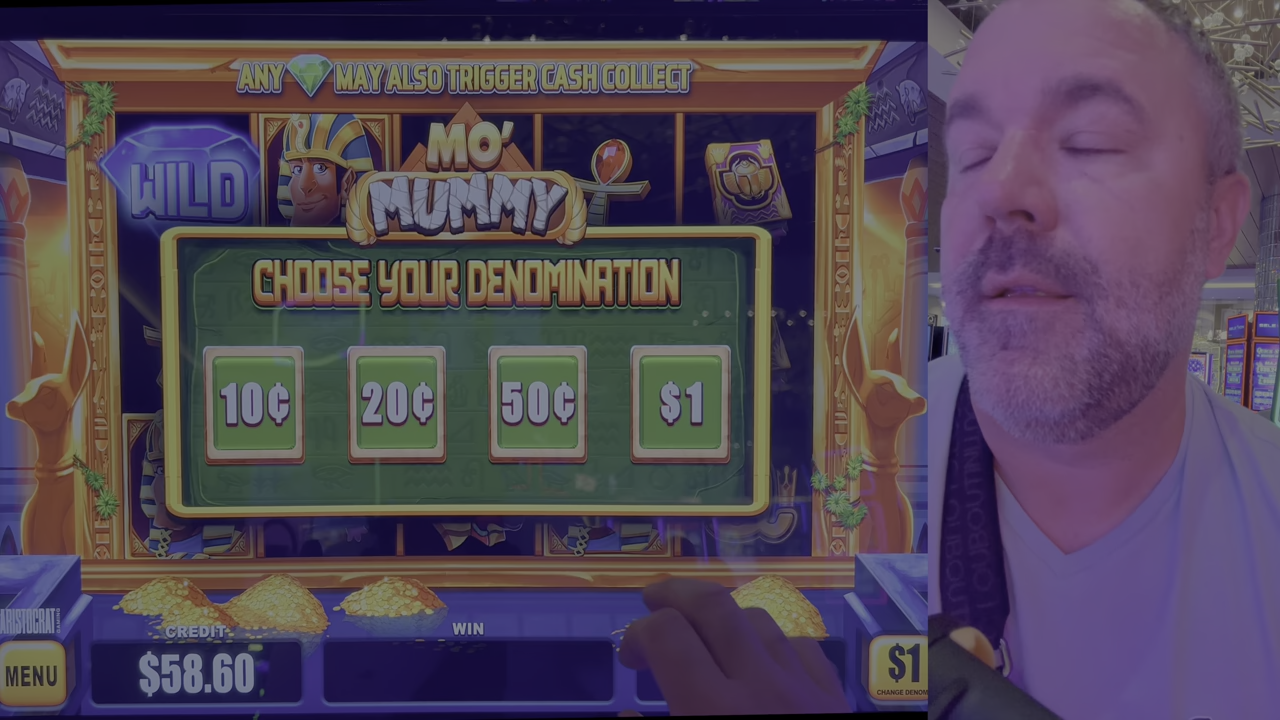 ANY MAY ALSO TRIGGER CASH COLLECT
WILD
MO'
MUMMY
CHOOSE YOUR DENOMINATION
10¢ 20¢ 50¢ $1
ARISTOCRAT
CREDIT WIN
MENU $58.60 $1
CHANGE DENOM